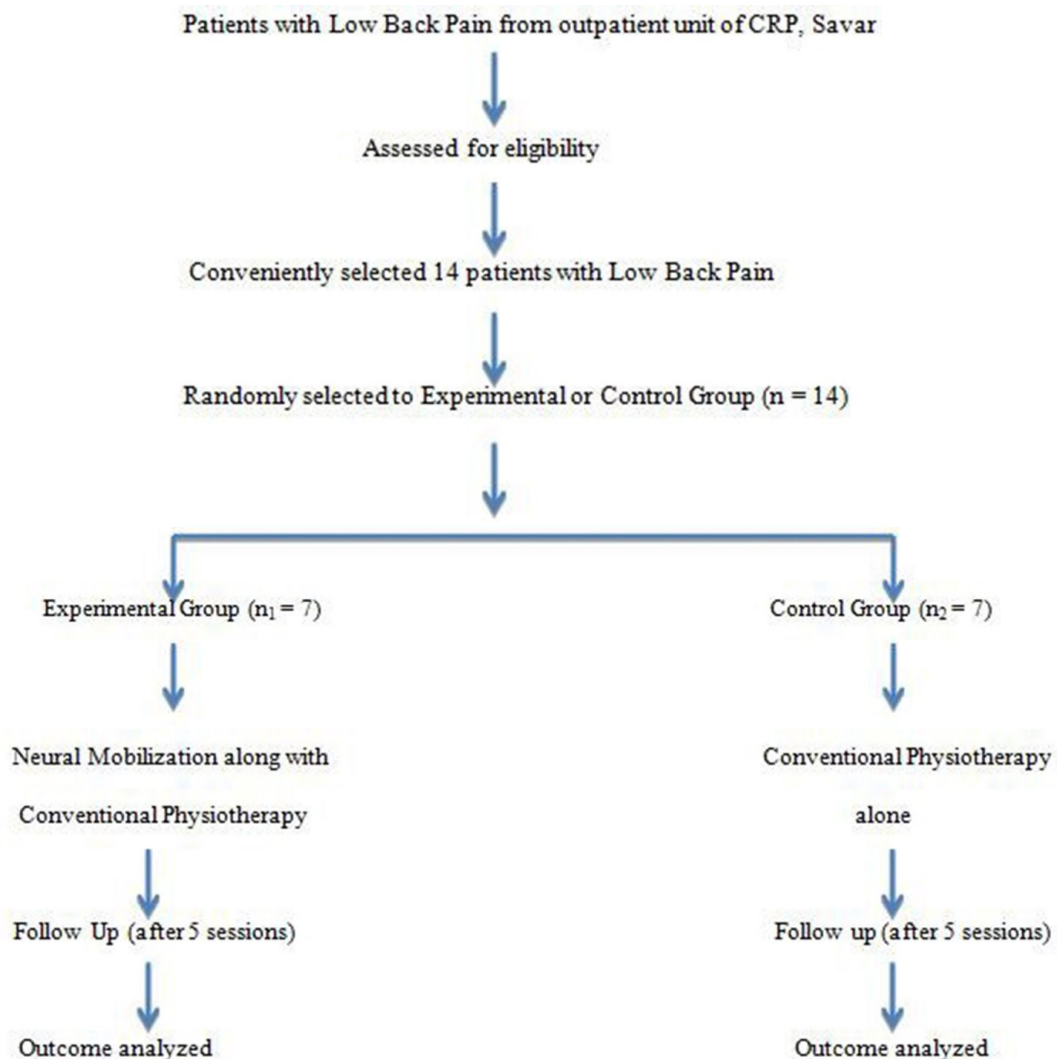 Patients with Low Back Pain from outpatient unit of CRP, Savar
Assessed for eligibility
Conveniently selected 14 patients with Low Back Pain
Randomly selected to Experimental or Control Group (n = 14)
Experimental Group (n₁ = 7)
Control Group (n₂ = 7)
Neural Mobilization along with
Conventional Physiotherapy
Conventional Physiotherapy
alone
Follow Up (after 5 sessions)
Follow up (after 5 sessions)
Outcome analyzed
Outcome analyzed